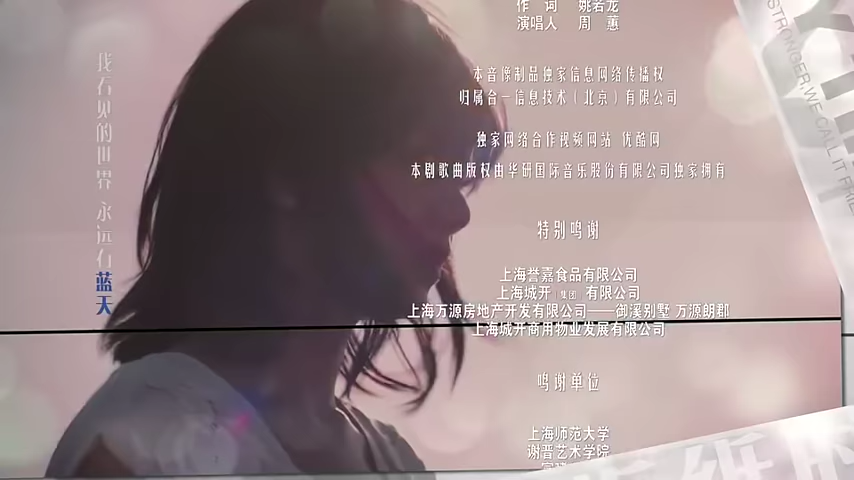 作 词 姚若龙
演唱人 周 蕙
本音像制品独家信息网络传播权
归属合一信息技术（北京）有限公司
独家网络合作视频网站 优酷网
本剧歌曲版权由华研国际音乐股份有限公司独家拥有
特别鸣谢
上海誉嘉食品有限公司
上海城开（集团）有限公司
上海万源房地产开发有限公司——御溪别墅 万源朗郡
上海城开商用物业发展有限公司
鸣谢单位
上海师范大学
谢晋艺术学院
我看见的世界 永远有蓝天
STRONGER, WE CALL IT